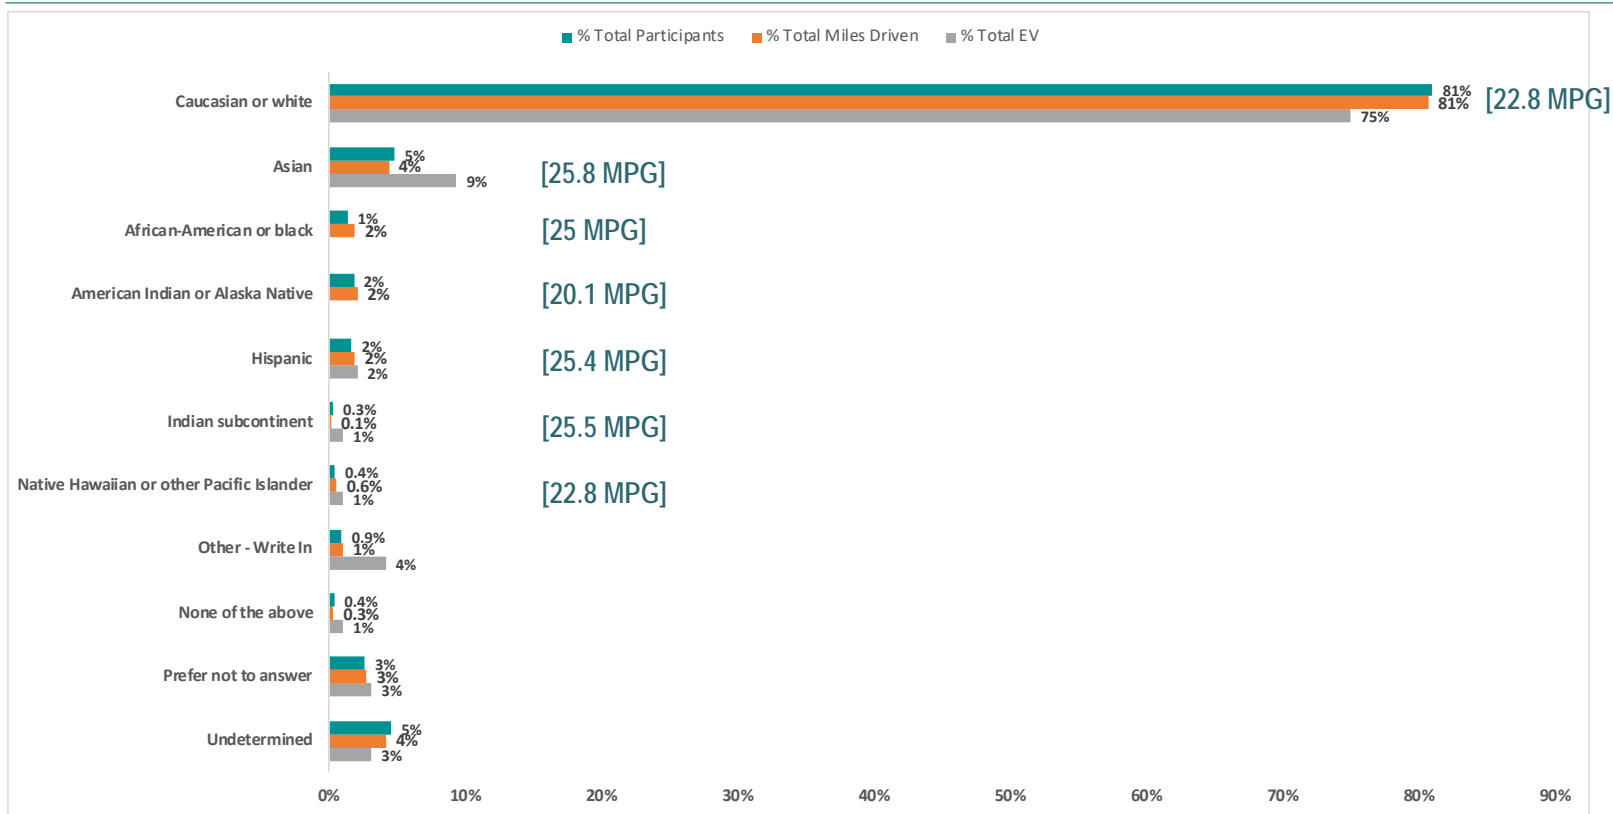 % Total Participants % Total Miles Driven % Total EV
Caucasian or white
81%
81%
75%
[22.8 MPG]
Asian
5%
4%
9%
[25.8 MPG]
African-American or black
1%
2%
[25 MPG]
American Indian or Alaska Native
2%
2%
[20.1 MPG]
Hispanic
2%
2%
2%
[25.4 MPG]
Indian subcontinent
0.3%
0.1%
1%
[25.5 MPG]
Native Hawaiian or other Pacific Islander
0.4%
0.6%
1%
[22.8 MPG]
Other - Write In
0.9%
1%
4%
None of the above
0.4%
0.3%
1%
Prefer not to answer
3%
3%
3%
Undetermined
5%
4%
3%
0% 10% 20% 30% 40% 50% 60% 70% 80% 90%